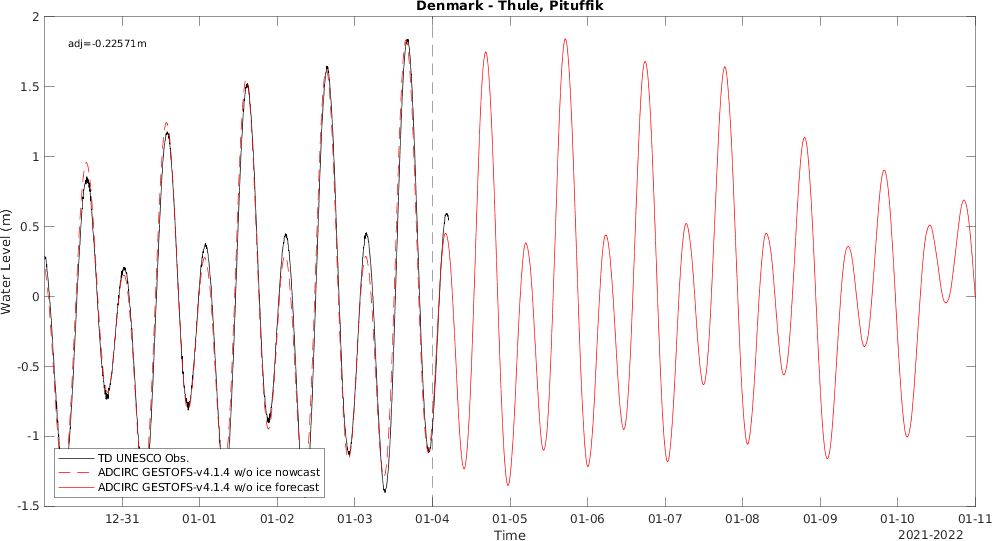 Denmark - Thule, Pituffik
adj=-0.22571m
Water Level (m)
2
1.5
1
0.5
0
-0.5
-1
-1.5
TD UNESCO Obs.
ADCIRC GESTOFS-v4.1.4 w/o ice nowcast
ADCIRC GESTOFS-v4.1.4 w/o ice forecast
12-31 01-01 01-02 01-03 01-04 01-05 01-06 01-07 01-08 01-09 01-10 01-11
Time
2021-2022